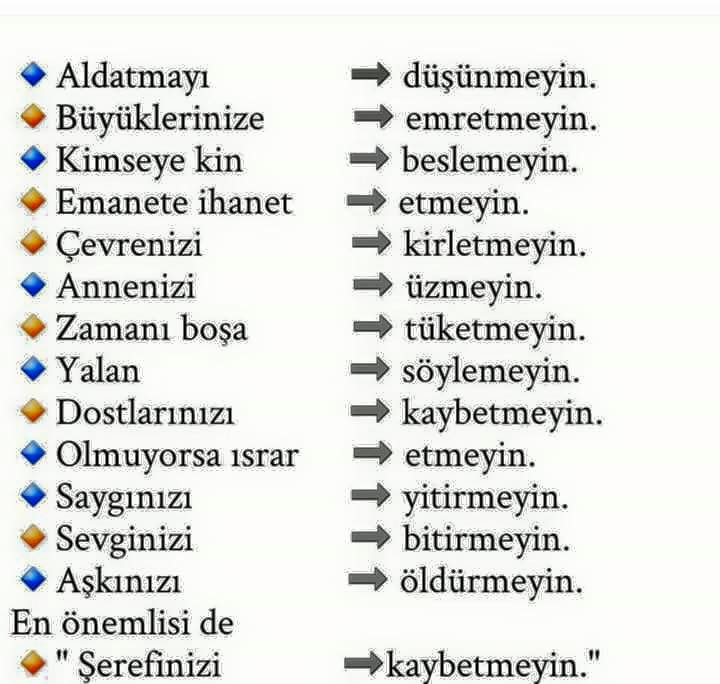 🔹 Aldatmayı ➡ düşünmeyin.
🔸 Büyüklerinize ➡ emretmeyin.
🔹 Kimseye kin ➡ beslemeyin.
🔸 Emanete ihanet ➡ etmeyin.
🔸 Çevrenizi ➡ kirletmeyin.
🔹 Annenizi ➡ üzmeyin.
🔸 Zamanı boşa ➡ tüketmeyin.
🔹 Yalan ➡ söylemeyin.
🔸 Dostlarınızı ➡ kaybetmeyin.
🔹 Olmuyorsa ısrar ➡ etmeyin.
🔹 Saygınızı ➡ yitirmeyin.
🔸 Sevginizi ➡ bitirmeyin.
🔹 Aşkınızı ➡ öldürmeyin.
En önemlisi de
🔸 " Şerefinizi ➡kaybetmeyin."